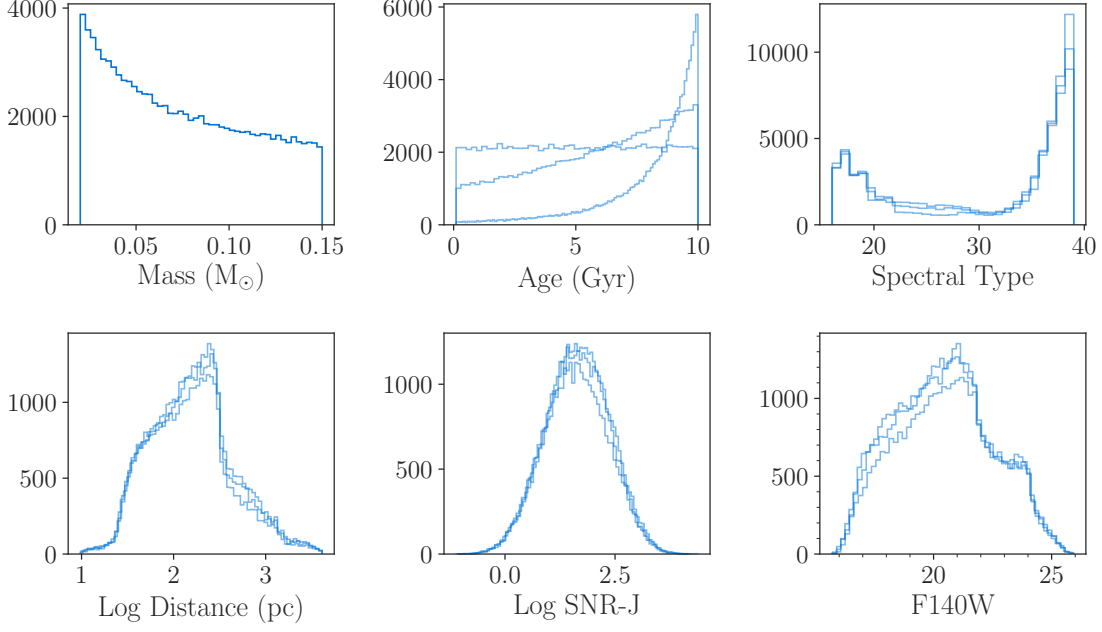 4000
2000
0
0.05 0.10 0.15
Mass (M☉)
6000
4000
2000
0
0 5 10
Age (Gyr)
10000
5000
0
20 30 40
Spectral Type
1000
500
0
1 2 3
Log Distance (pc)
1000
500
0
0.0 2.5
Log SNR-J
1000
500
0
20 25
F140W